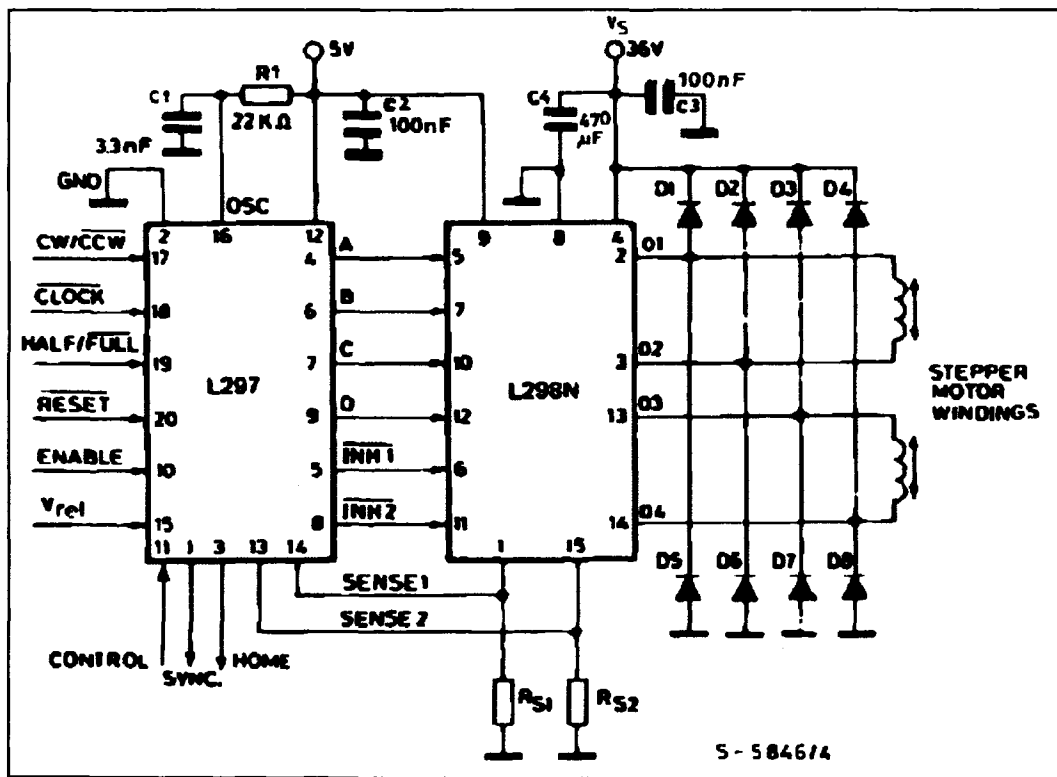 Vs
5V
36V
R1
C1
22KΩ
3.3nF
C2
100nF
C4
470
µF
100nF
C3
GND
OSC
D1 D2 D3 D4
2 16 12
9 8 4
CW/CCW 17
4 A 5
2 O1
CLOCK 18
6 B 7
HALF/FULL 19
7 C 10
3 O2
L297
L298N
STEPPER
MOTOR
WINDINGS
RESET 20
9 D 12
13 O3
ENABLE 10
5 INH1 6
Vref 15
8 INH2 11
14 O4
11 1 3 13 14
1 15
D5 D6 D7 D8
SENSE1
SENSE 2
CONTROL
SYNC.
HOME
RS1
RS2
S-5846/4